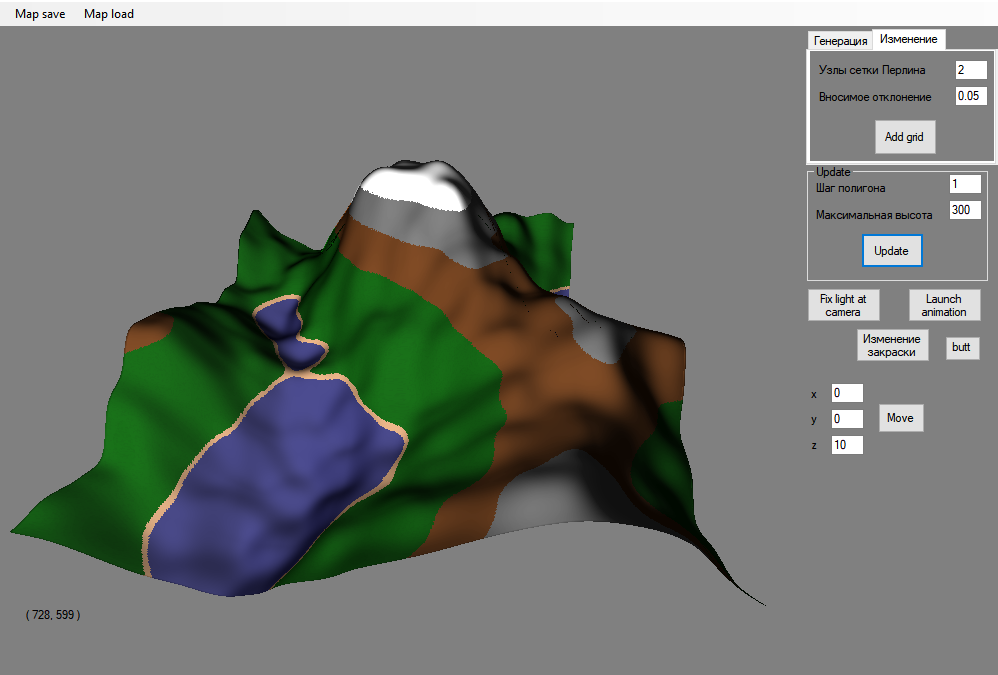 Map save Map load
Генерация Изменение
Узлы сетки Перлина 2
Вносимое отклонение 0.05
Add grid
Update
Шаг полигона 1
Максимальная высота 300
Update
Fix light at
camera
Launch
animation
Изменение
закраски
butt
x 0
y 0
Move
z 10
( 728, 599 )